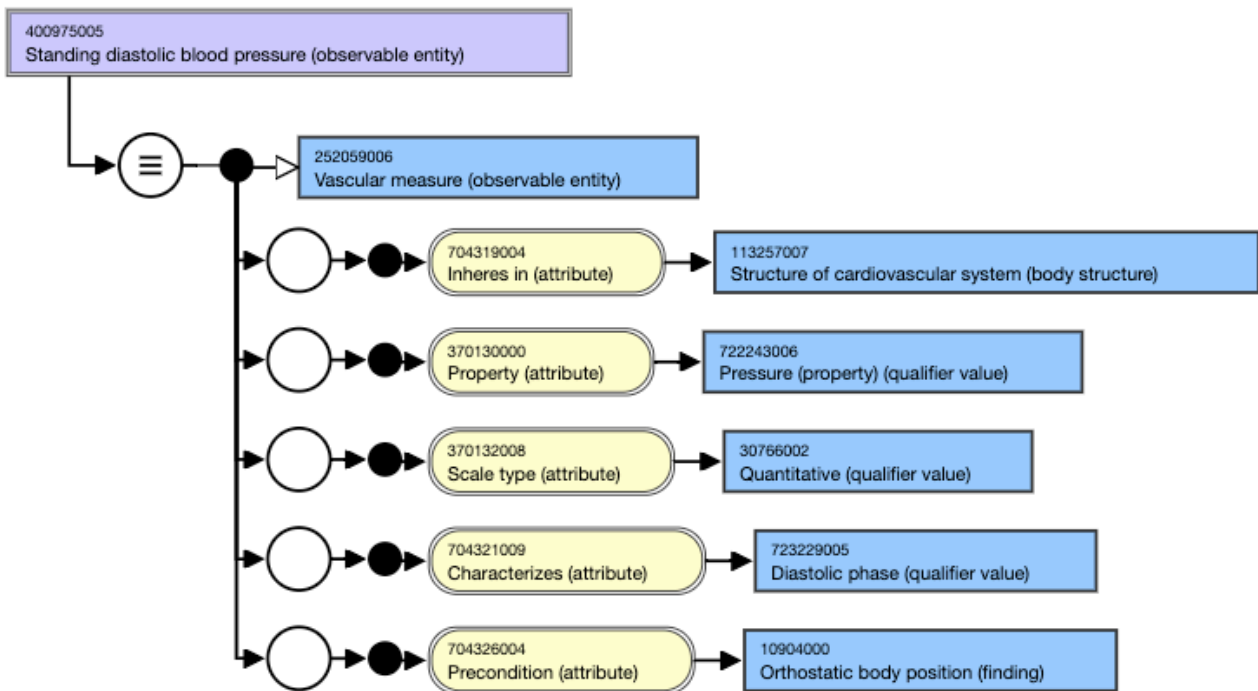 400975005
Standing diastolic blood pressure (observable entity)
252059006
Vascular measure (observable entity)
704319004
Inheres in (attribute)
113257007
Structure of cardiovascular system (body structure)
370130000
Property (attribute)
722243006
Pressure (property) (qualifier value)
370132008
Scale type (attribute)
30766002
Quantitative (qualifier value)
704321009
Characterizes (attribute)
723229005
Diastolic phase (qualifier value)
704326004
Precondition (attribute)
10904000
Orthostatic body position (finding)